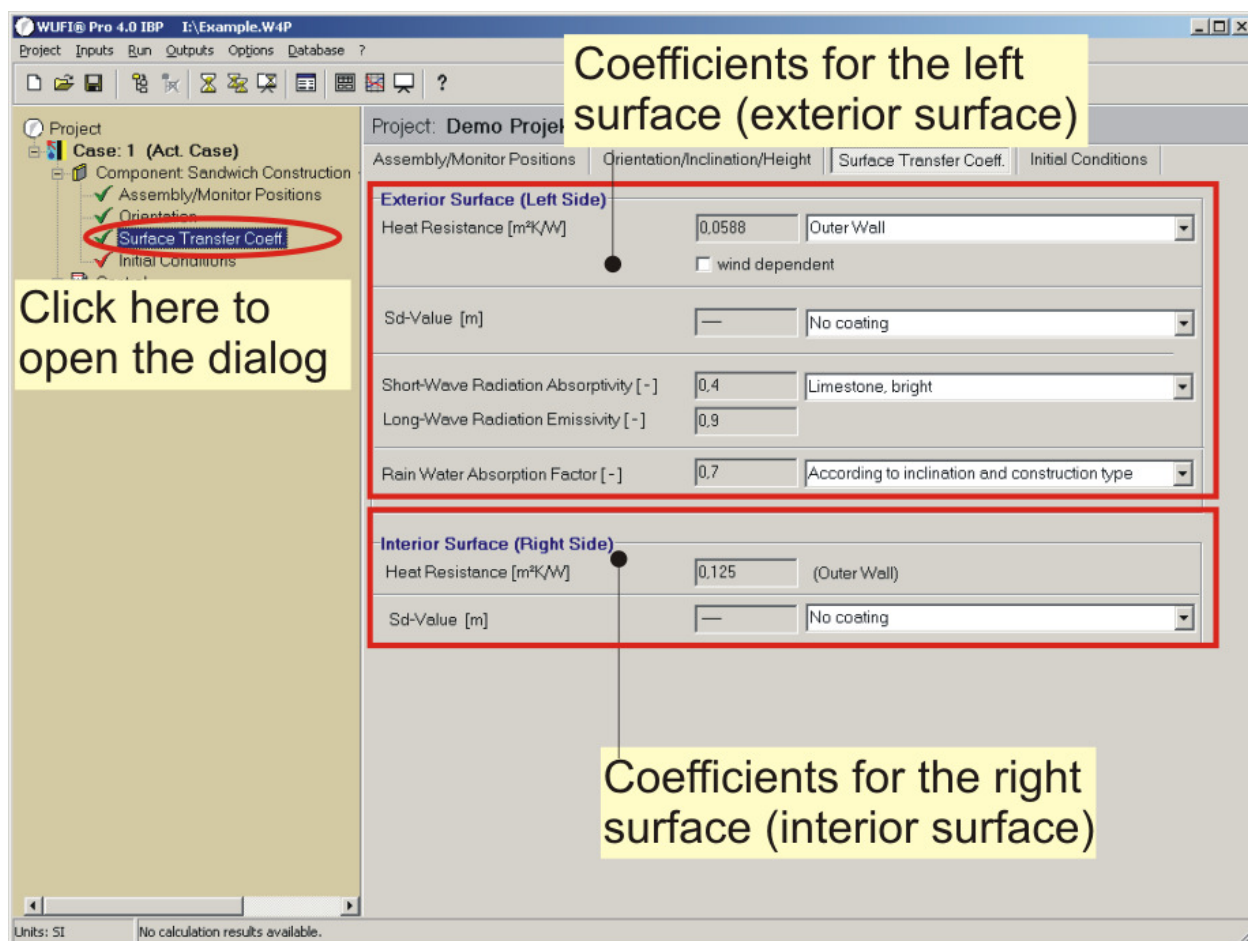 WUFI® Pro 4.0 IBP I:\Example.W4P
Project Inputs Run Outputs Options Database ?
?
Coefficients for the left
surface (exterior surface)
Project
Case: 1 (Act. Case)
Component: Sandwich Construction
Assembly/Monitor Positions
Orientation
Surface Transfer Coeff.
Initial Conditions
Click here to
open the dialog
Project: Demo Projek
Assembly/Monitor Positions Orientation/Inclination/Height Surface Transfer Coeff. Initial Conditions
Exterior Surface (Left Side)
Heat Resistance [m²K/W] 0,0588 Outer Wall
wind dependent
Sd-Value [m] — No coating
Short-Wave Radiation Absorptivity [-] 0,4 Limestone, bright
Long-Wave Radiation Emissivity [-] 0,9
Rain Water Absorption Factor [-] 0,7 According to inclination and construction type
Interior Surface (Right Side)
Heat Resistance [m²K/W] 0,125 (Outer Wall)
Sd-Value [m] — No coating
Coefficients for the right
surface (interior surface)
Units: SI No calculation results available.